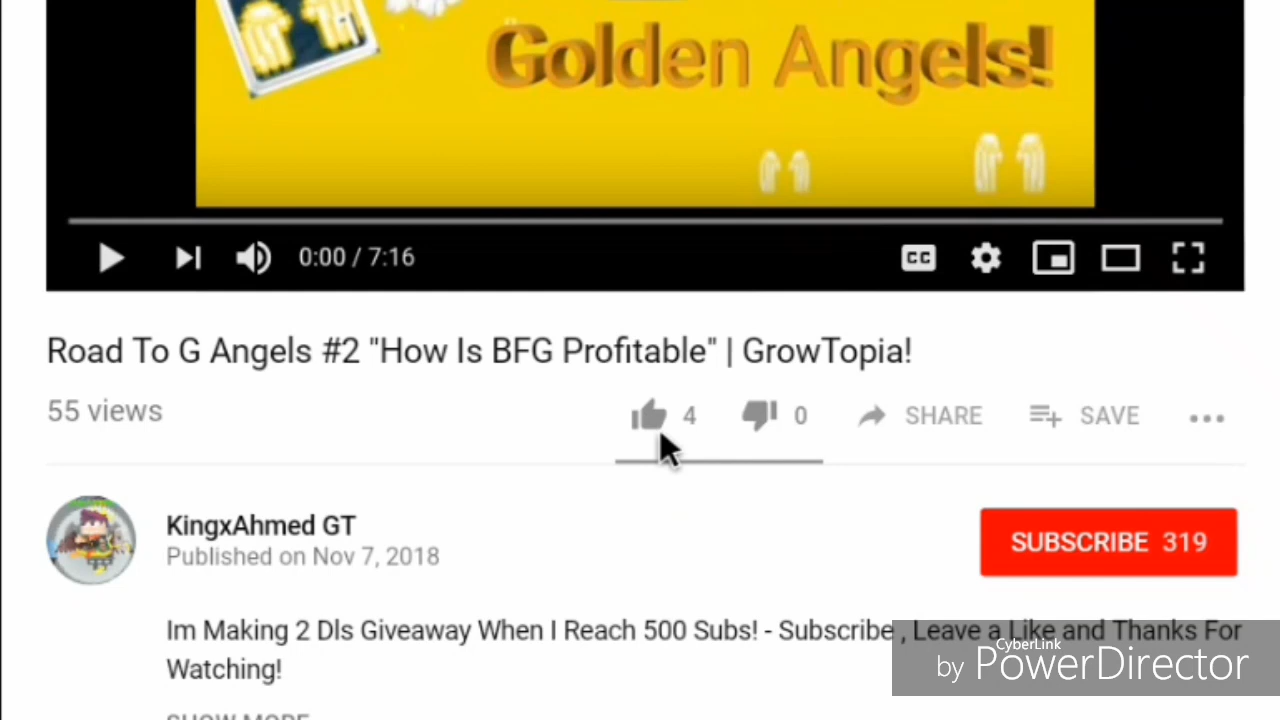 Golden Angels!
0:00 / 7:16
CC
Road To G Angels #2 "How Is BFG Profitable" | GrowTopia!
55 views
4
0
SHARE
SAVE
KingxAhmed GT
Published on Nov 7, 2018
SUBSCRIBE 319
Im Making 2 Dls Giveaway When I Reach 500 Subs! - Subscribe , Leave a Like and Thanks For
Watching!
SHOW MORE
CyberLink
by PowerDirector